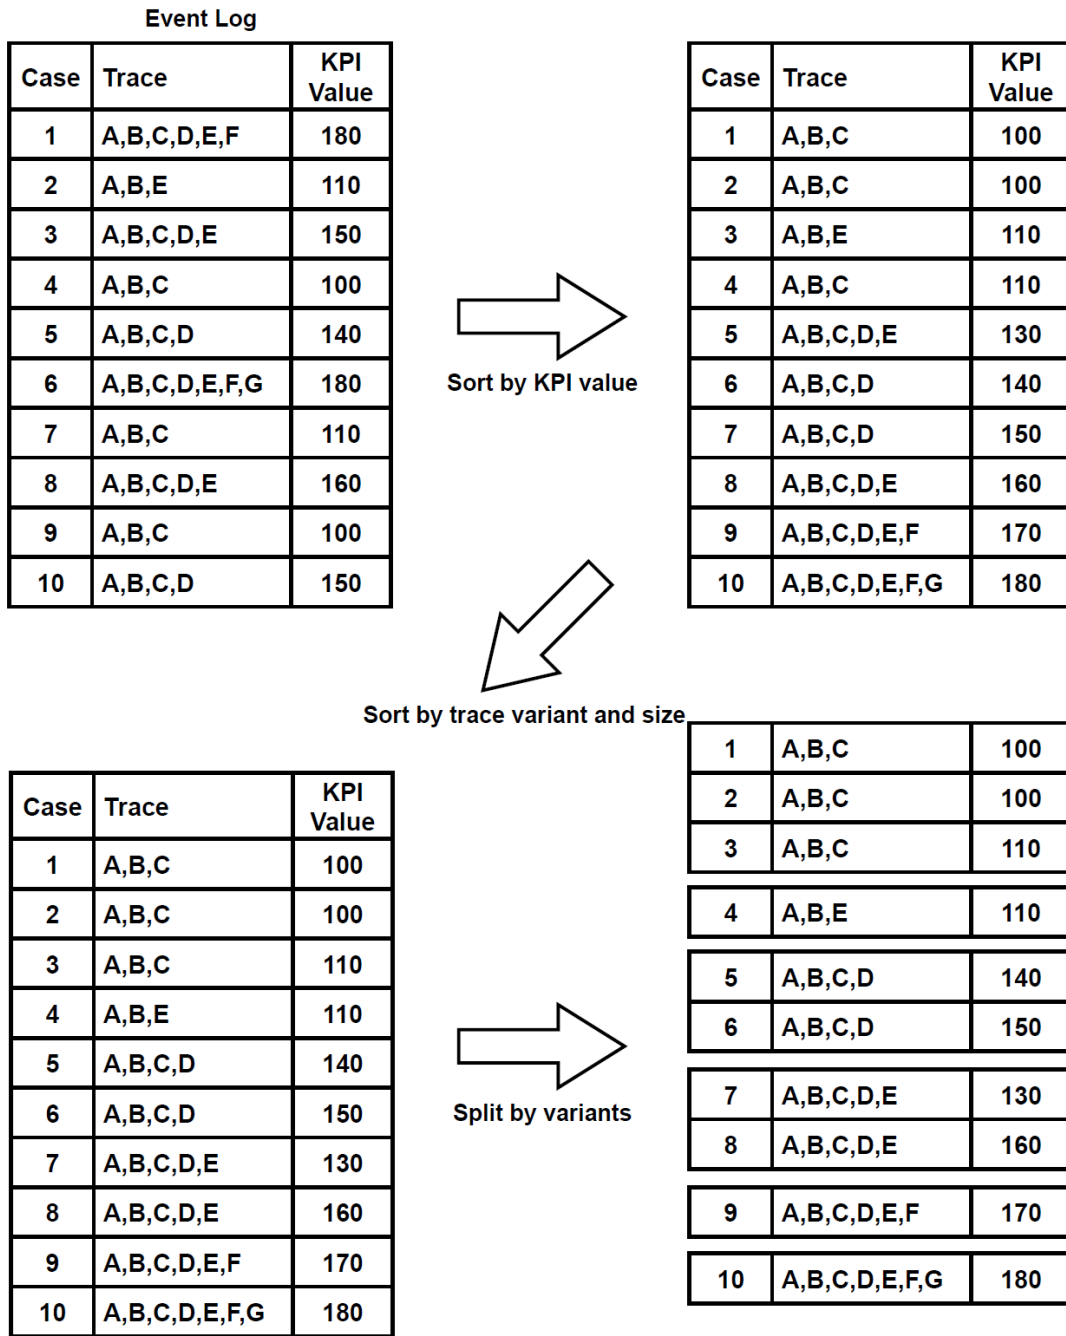 Event Log
Case Trace KPI Value
1 A,B,C,D,E,F 180
2 A,B,E 110
3 A,B,C,D,E 150
4 A,B,C 100
5 A,B,C,D 140
6 A,B,C,D,E,F,G 180
7 A,B,C 110
8 A,B,C,D,E 160
9 A,B,C 100
10 A,B,C,D 150
Sort by KPI value
Case Trace KPI Value
1 A,B,C 100
2 A,B,C 100
3 A,B,E 110
4 A,B,C 110
5 A,B,C,D,E 130
6 A,B,C,D 140
7 A,B,C,D 150
8 A,B,C,D,E 160
9 A,B,C,D,E,F 170
10 A,B,C,D,E,F,G 180
Sort by trace variant and size
Case Trace KPI Value
1 A,B,C 100
2 A,B,C 100
3 A,B,C 110
4 A,B,E 110
5 A,B,C,D 140
6 A,B,C,D 150
7 A,B,C,D,E 130
8 A,B,C,D,E 160
9 A,B,C,D,E,F 170
10 A,B,C,D,E,F,G 180
Split by variants
1 A,B,C 100
2 A,B,C 100
3 A,B,C 110
4 A,B,E 110
5 A,B,C,D 140
6 A,B,C,D 150
7 A,B,C,D,E 130
8 A,B,C,D,E 160
9 A,B,C,D,E,F 170
10 A,B,C,D,E,F,G 180